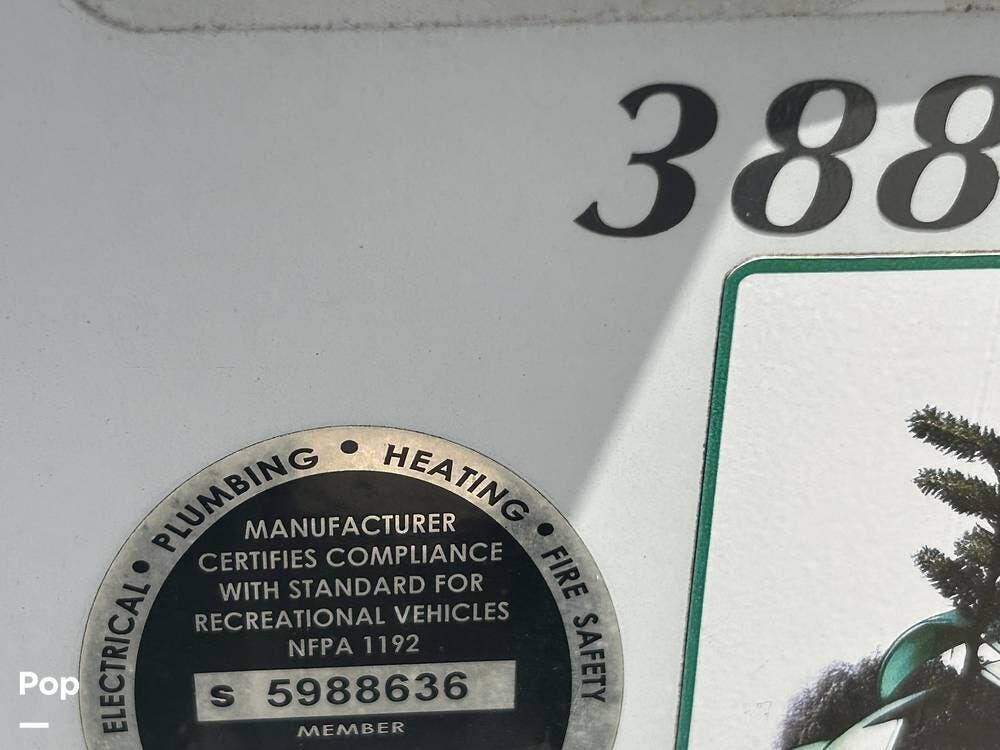 388
ELECTRICAL • PLUMBING • HEATING • FIRE SAFETY
MANUFACTURER
CERTIFIES COMPLIANCE
WITH STANDARD FOR
RECREATIONAL VEHICLES
NFPA 1192
S 5988636
MEMBER
Pop